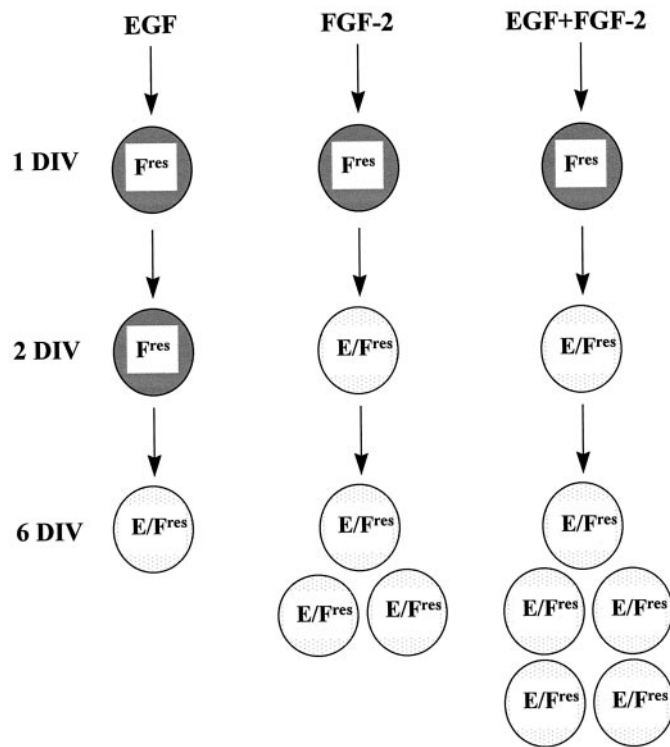 EGF FGF-2 EGF+FGF-2
1 DIV Fres Fres Fres
2 DIV Fres E/Fres E/Fres
6 DIV E/Fres E/Fres E/Fres
E/Fres E/Fres E/Fres E/Fres
E/Fres E/Fres